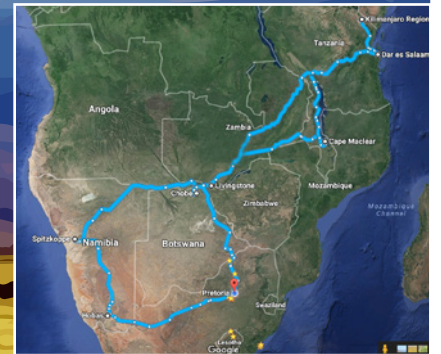 Kilimanjaro Region
Tanzania
Dar es Salaam
Angola
Zambia
Cape Maclear
Livingstone
Chobe
Mozambique
Zimbabwe
Mozambique
Channel
Spitzkoppe
Namibia
Botswana
Pretoria
Swaziland
Lesotho
Google